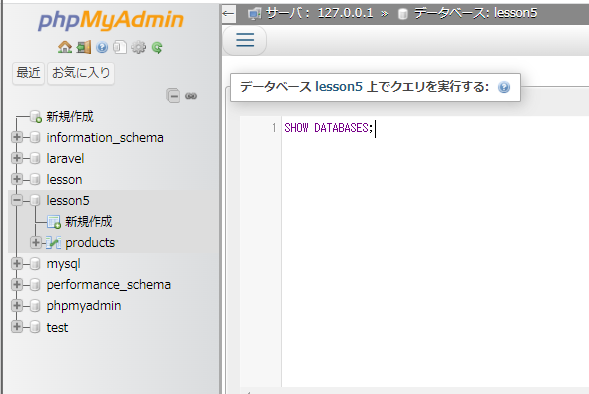 phpMyAdmin
最近 お気に入り
新規作成
information_schema
laravel
lesson
lesson5
新規作成
products
mysql
performance_schema
phpmyadmin
test
サーバ： 127.0.0.1 » データベース: lesson5
データベース lesson5 上でクエリを実行する:
1 SHOW DATABASES;